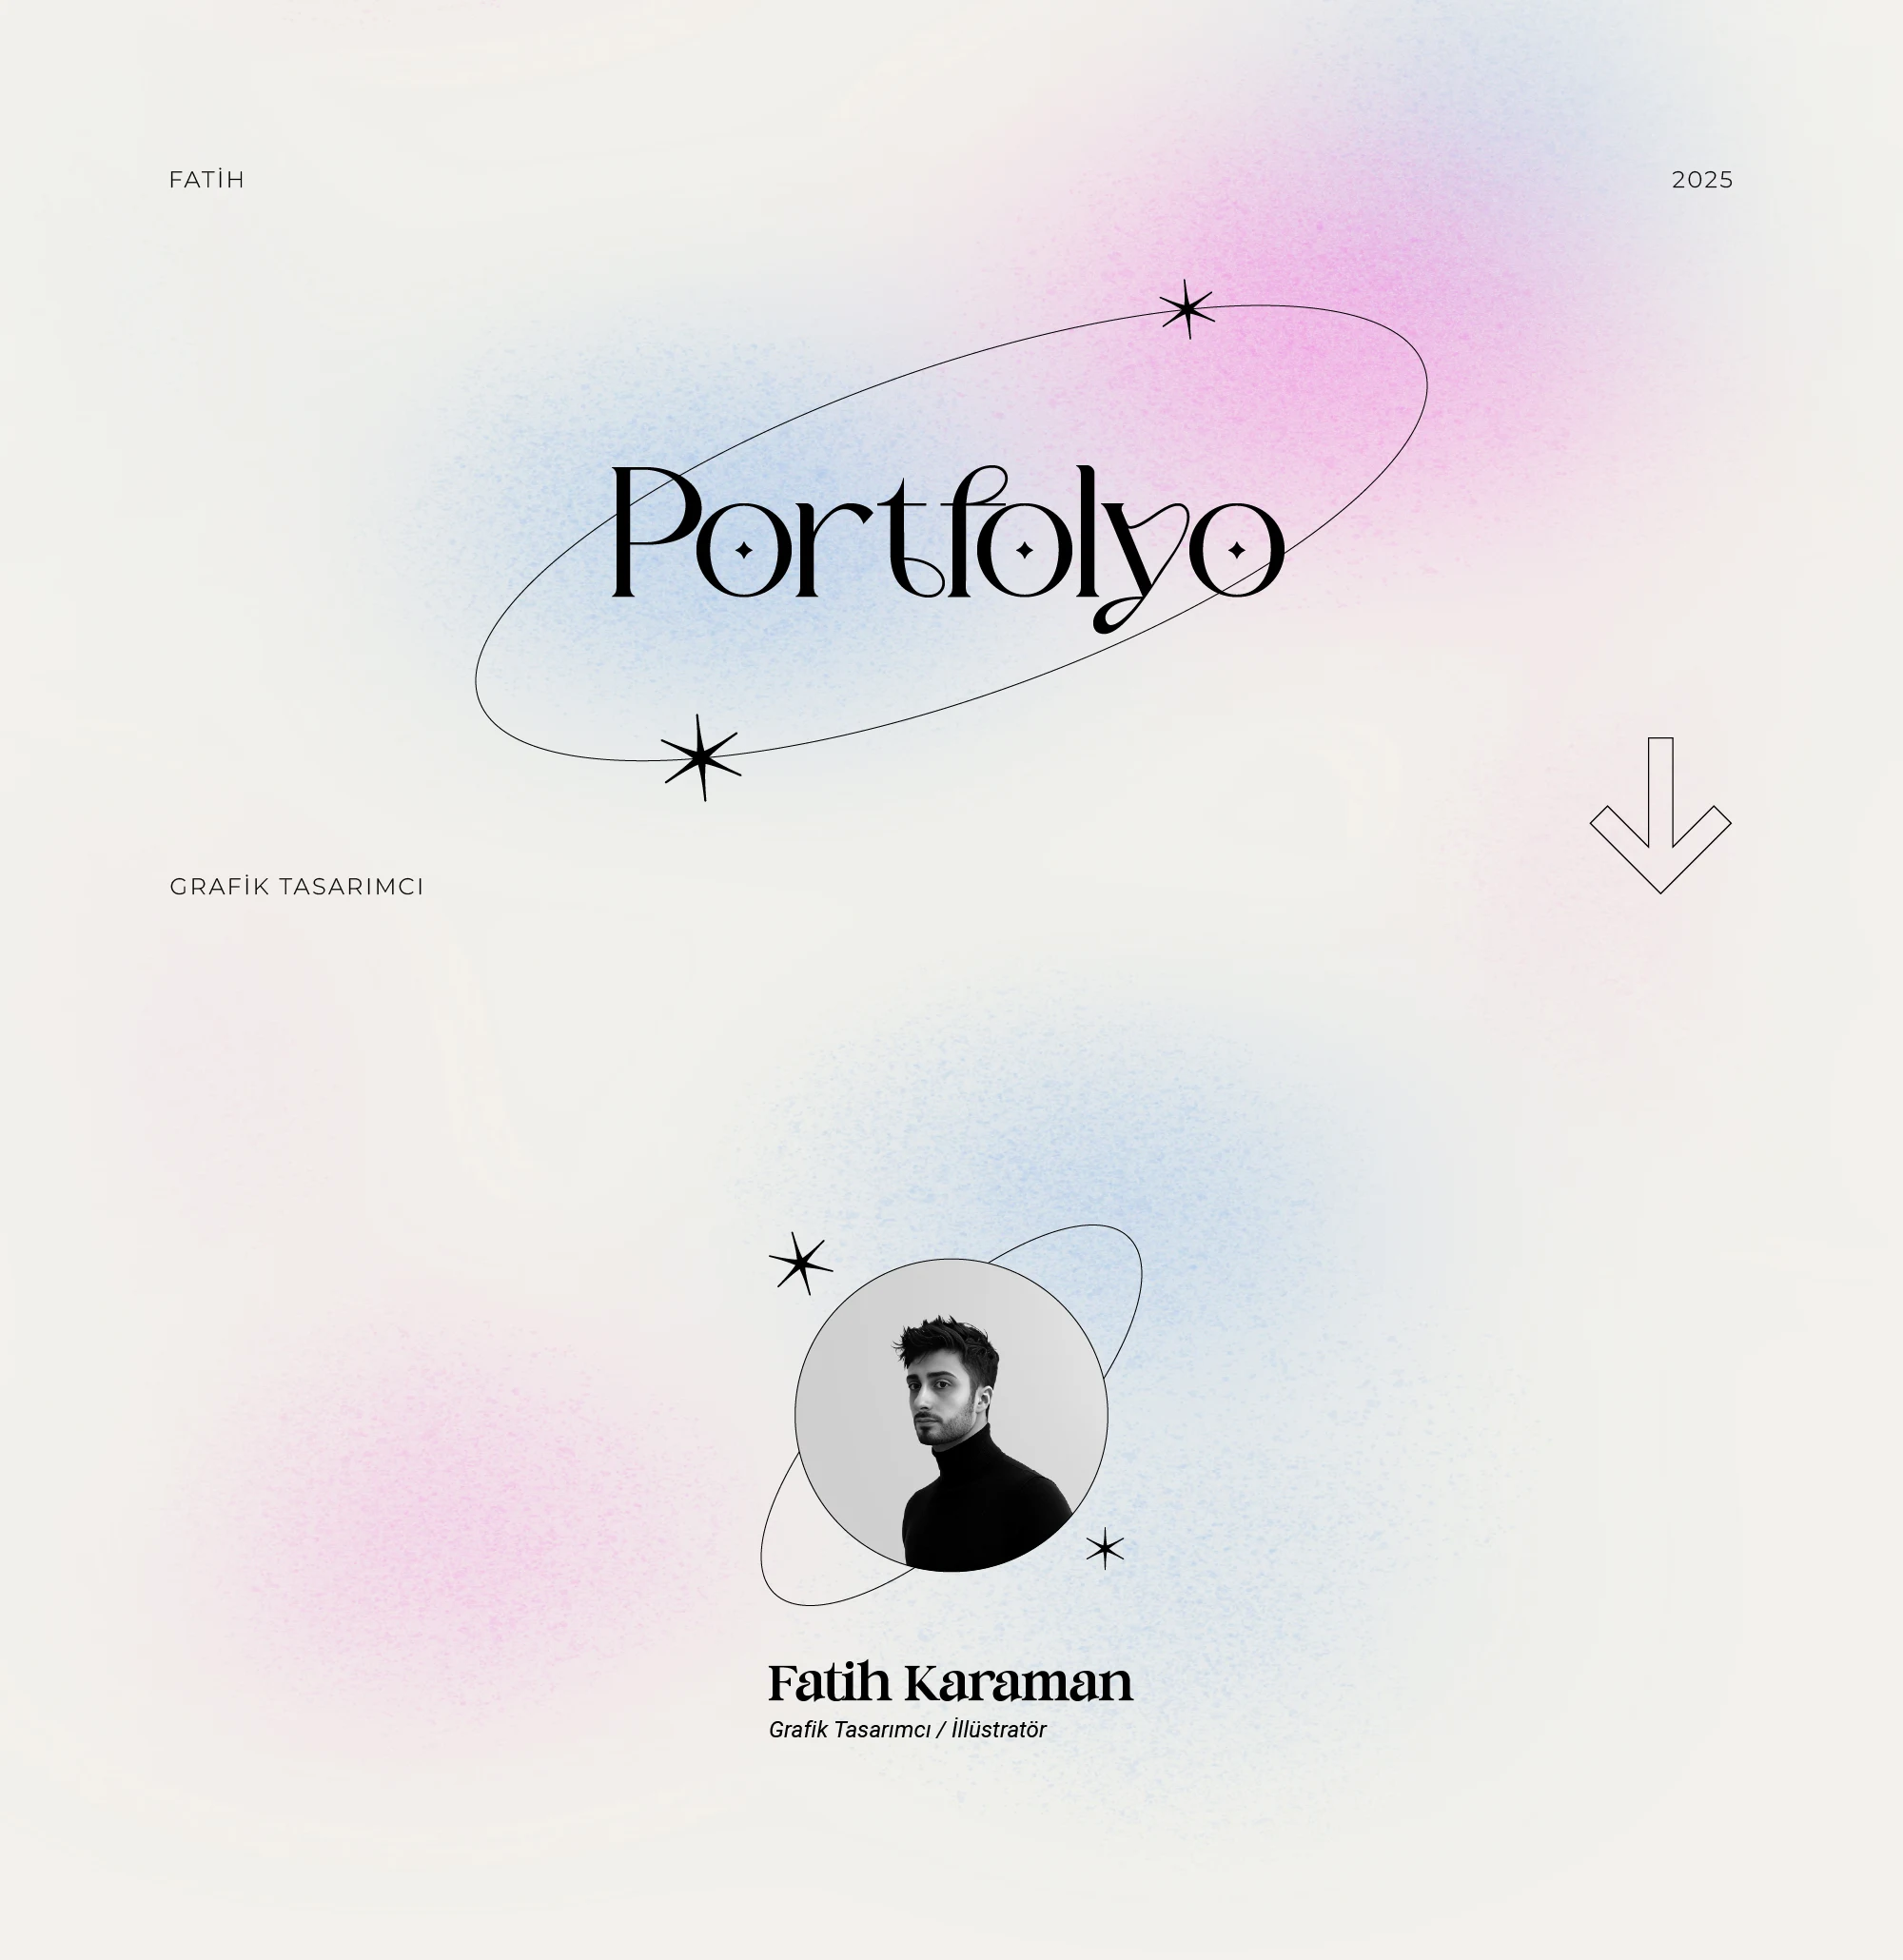 FATİH
2025
Portfolyo
GRAFİK TASARIMCI
Fatih Karaman
Grafik Tasarımcı / İllüstratör